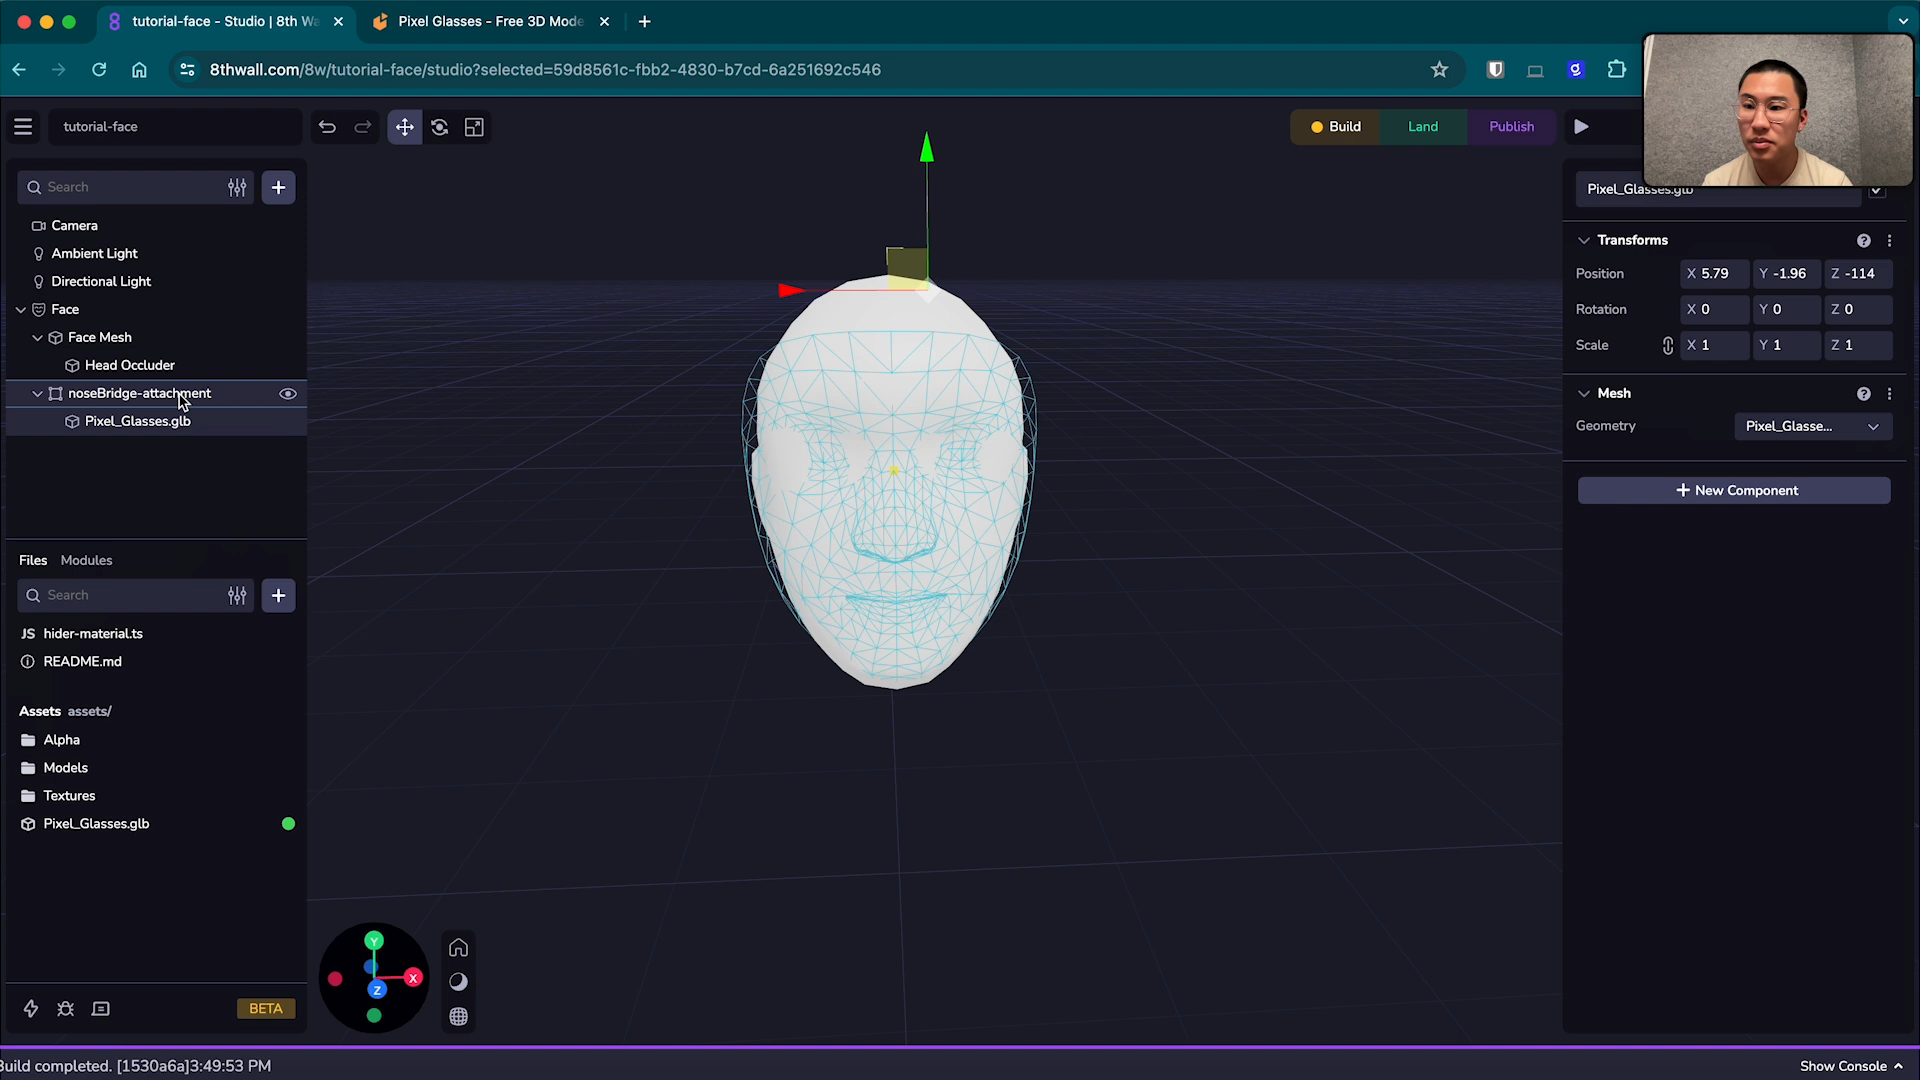 tutorial-face - Studio | 8th Wa
Pixel Glasses - Free 3D Mode
8thwall.com/8w/tutorial-face/studio?selected=59d8561c-fbb2-4830-b7cd-6a251692c546
tutorial-face
Build
Land
Publish
Search
Camera
Ambient Light
Directional Light
Face
Face Mesh
Head Occluder
noseBridge-attachment
Pixel_Glasses.glb
Files
Modules
Search
JS hider-material.ts
README.md
Assets assets/
Alpha
Models
Textures
Pixel_Glasses.glb
BETA
Y
X
Z
Pixel_Glasses.glb
Transforms
Position X 5.79 Y -1.96 Z -114
Rotation X 0 Y 0 Z 0
Scale X 1 Y 1 Z 1
Mesh
Geometry Pixel_Glasse...
+ New Component
Build completed. [1530a6a]3:49:53 PM
Show Console